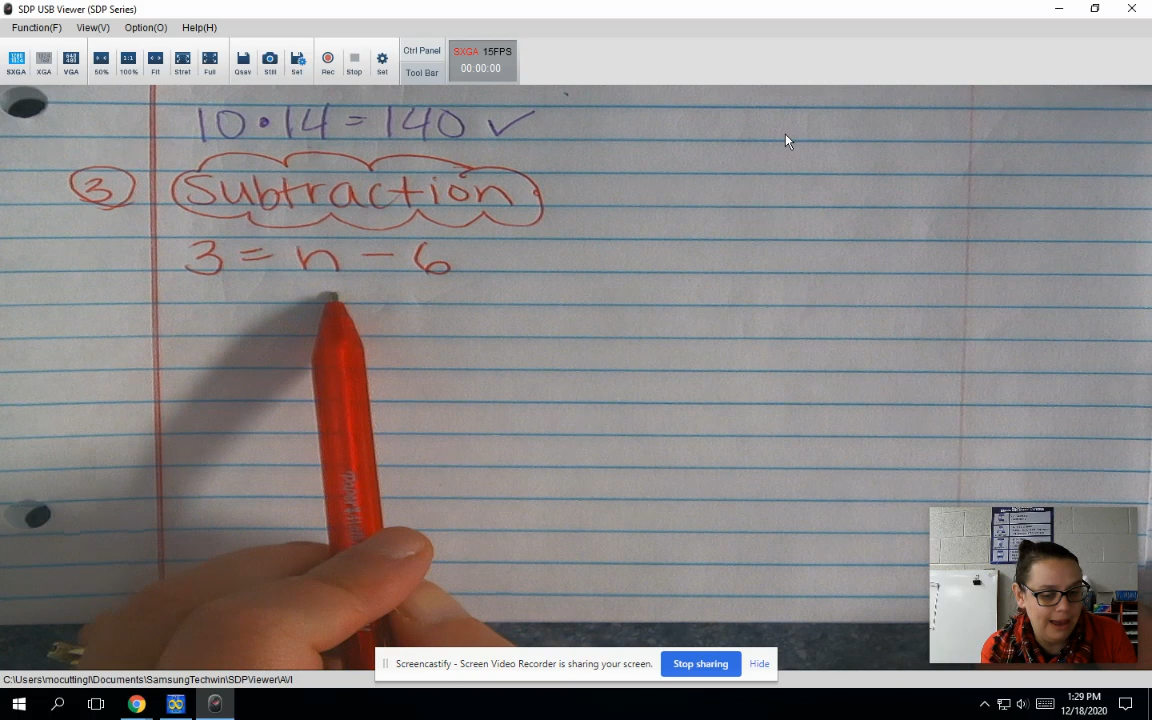 SDP USB Viewer (SDP Series)
Function(F) View(V) Option(O) Help(H)
SXGA XGA VGA 50% 100% Fit Stret Full Qsav Still Set Rec Stop Set
Ctrl Panel
Tool Bar
SXGA 15FPS
00:00:00
10 • 14 = 140 ✓
3 Subtraction
3 = n - 6
Screencastify - Screen Video Recorder is sharing your screen. Stop sharing Hide
C:\Users\mocuttingl\Documents\SamsungTechwin\SDPViewer\AVI
1:29 PM
12/18/2020